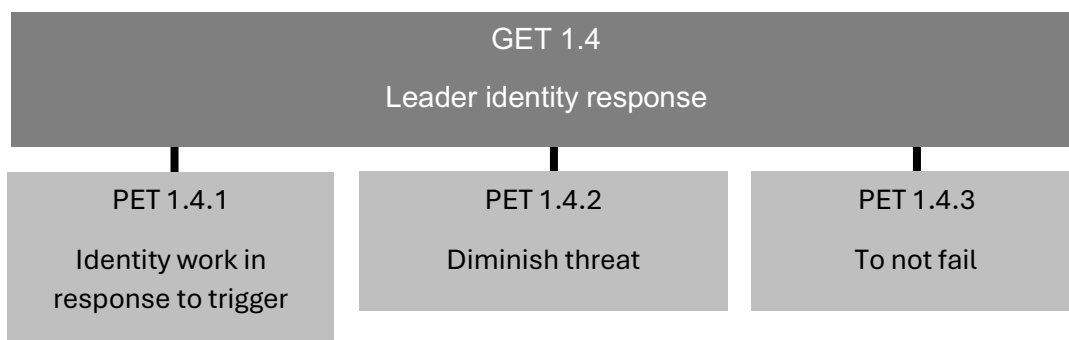 GET 1.4
Leader identity response
PET 1.4.1
Identity work in
response to trigger
PET 1.4.2
Diminish threat
PET 1.4.3
To not fail